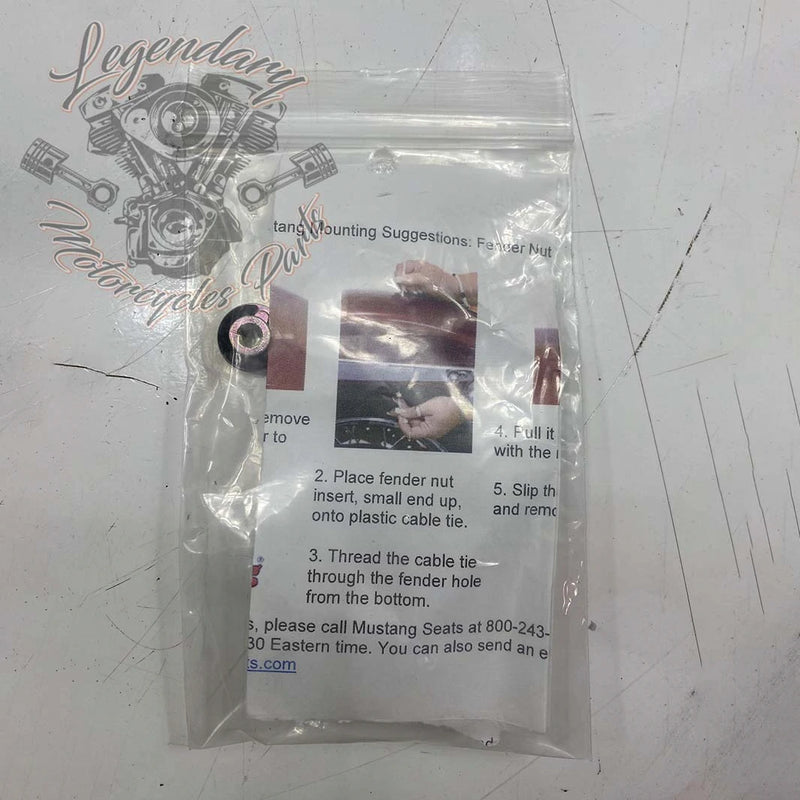 Legendary
Motorcycles Parts
tang Mounting Suggestions: Fender Nut
emove
r to
2. Place fender nut
insert, small end up,
onto plastic cable tie.
3. Thread the cable tie
through the fender hole
from the bottom.
4. Pull it
with the
5. Slip th
and remo
s, please call Mustang Seats at 800-243-
30 Eastern time. You can also send an e
ts.com